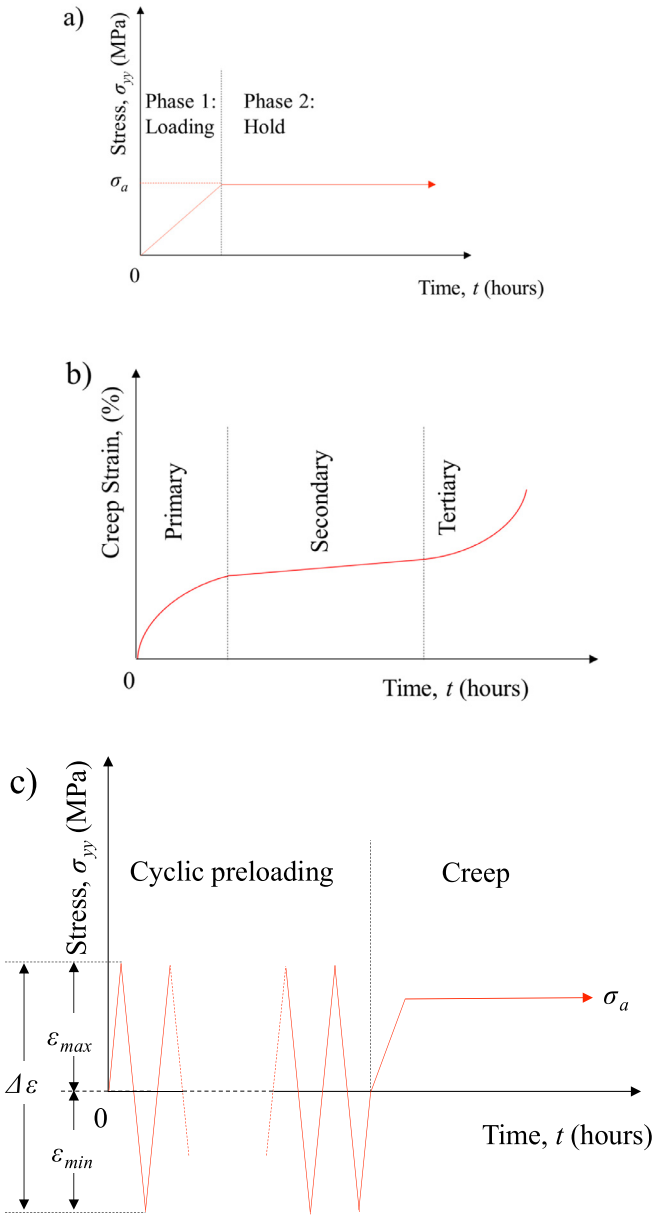 a)
Stress, σyy (MPa)
Phase 1:
Loading
Phase 2:
Hold
σa
0
Time, t (hours)
b)
Creep Strain, (%)
Primary
Secondary
Tertiary
0
Time, t (hours)
c)
Stress, σyy (MPa)
Cyclic preloading
Creep
σa
εmax
Δε
0
Time, t (hours)
εmin